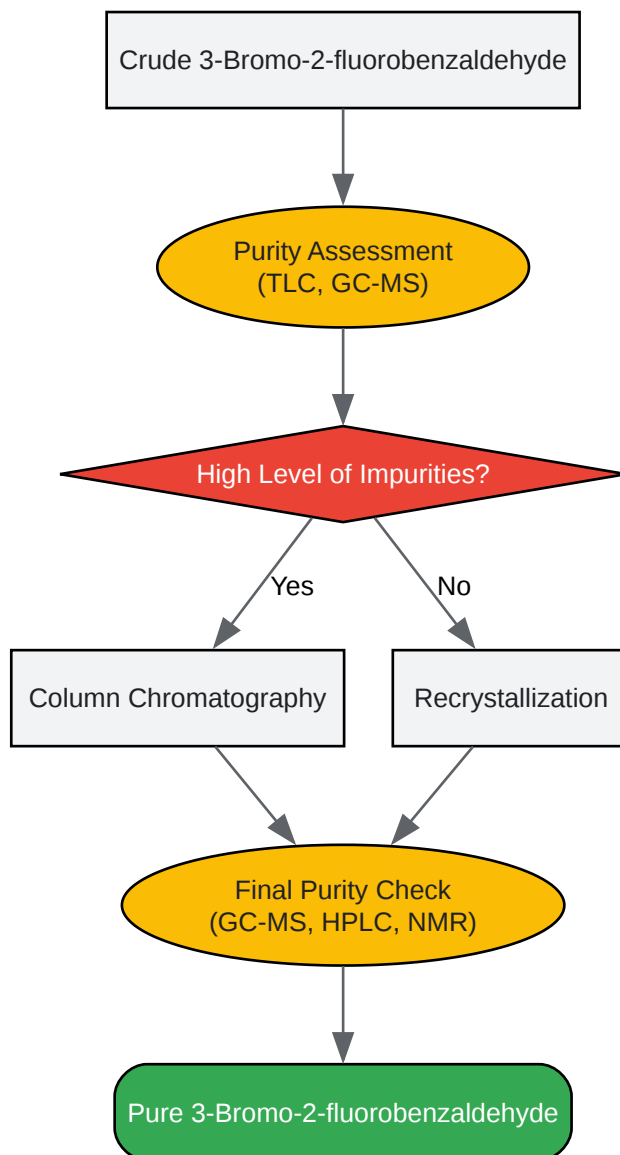 Crude 3-Bromo-2-fluorobenzaldehyde
Purity Assessment
(TLC, GC-MS)
High Level of Impurities?
Yes
No
Column Chromatography
Recrystallization
Final Purity Check
(GC-MS, HPLC, NMR)
Pure 3-Bromo-2-fluorobenzaldehyde